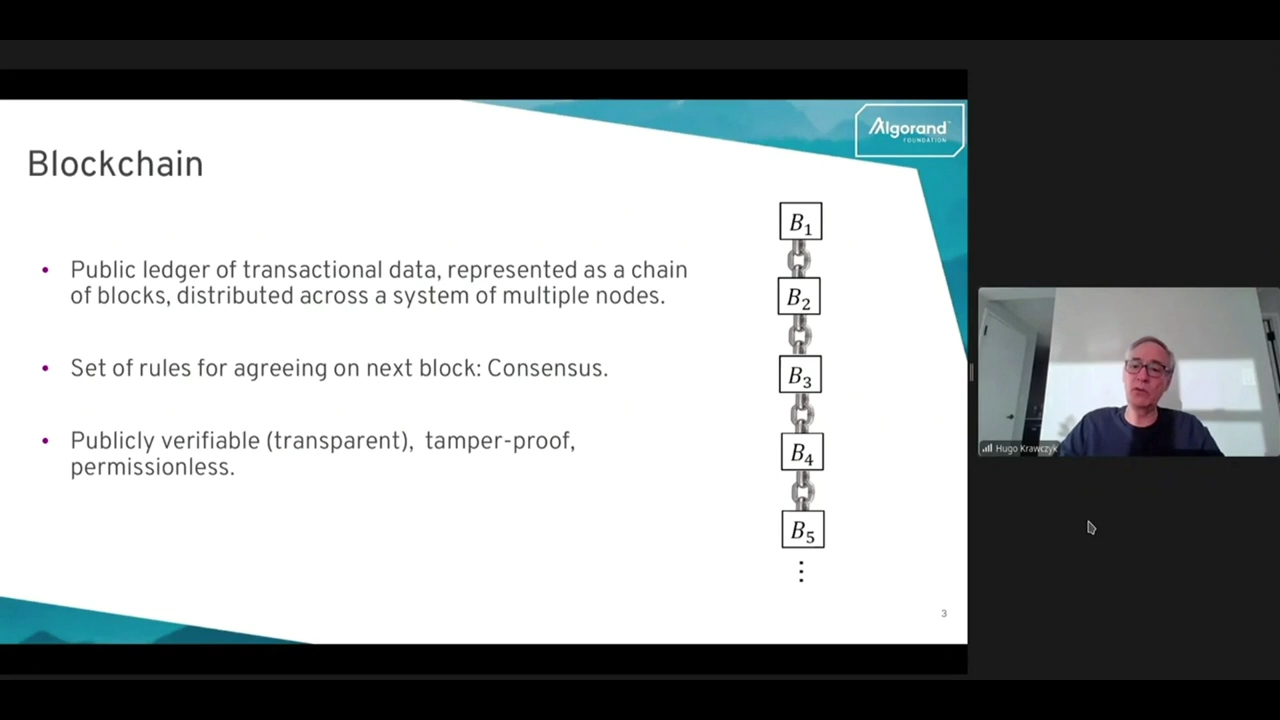 Algorand
FOUNDATION
Blockchain
• Public ledger of transactional data, represented as a chain
of blocks, distributed across a system of multiple nodes.
• Set of rules for agreeing on next block: Consensus.
• Publicly verifiable (transparent),  tamper-proof,
permissionless.
B₁
B₂
B₃
B₄
B₅
⋮
3
Hugo Krawczyk